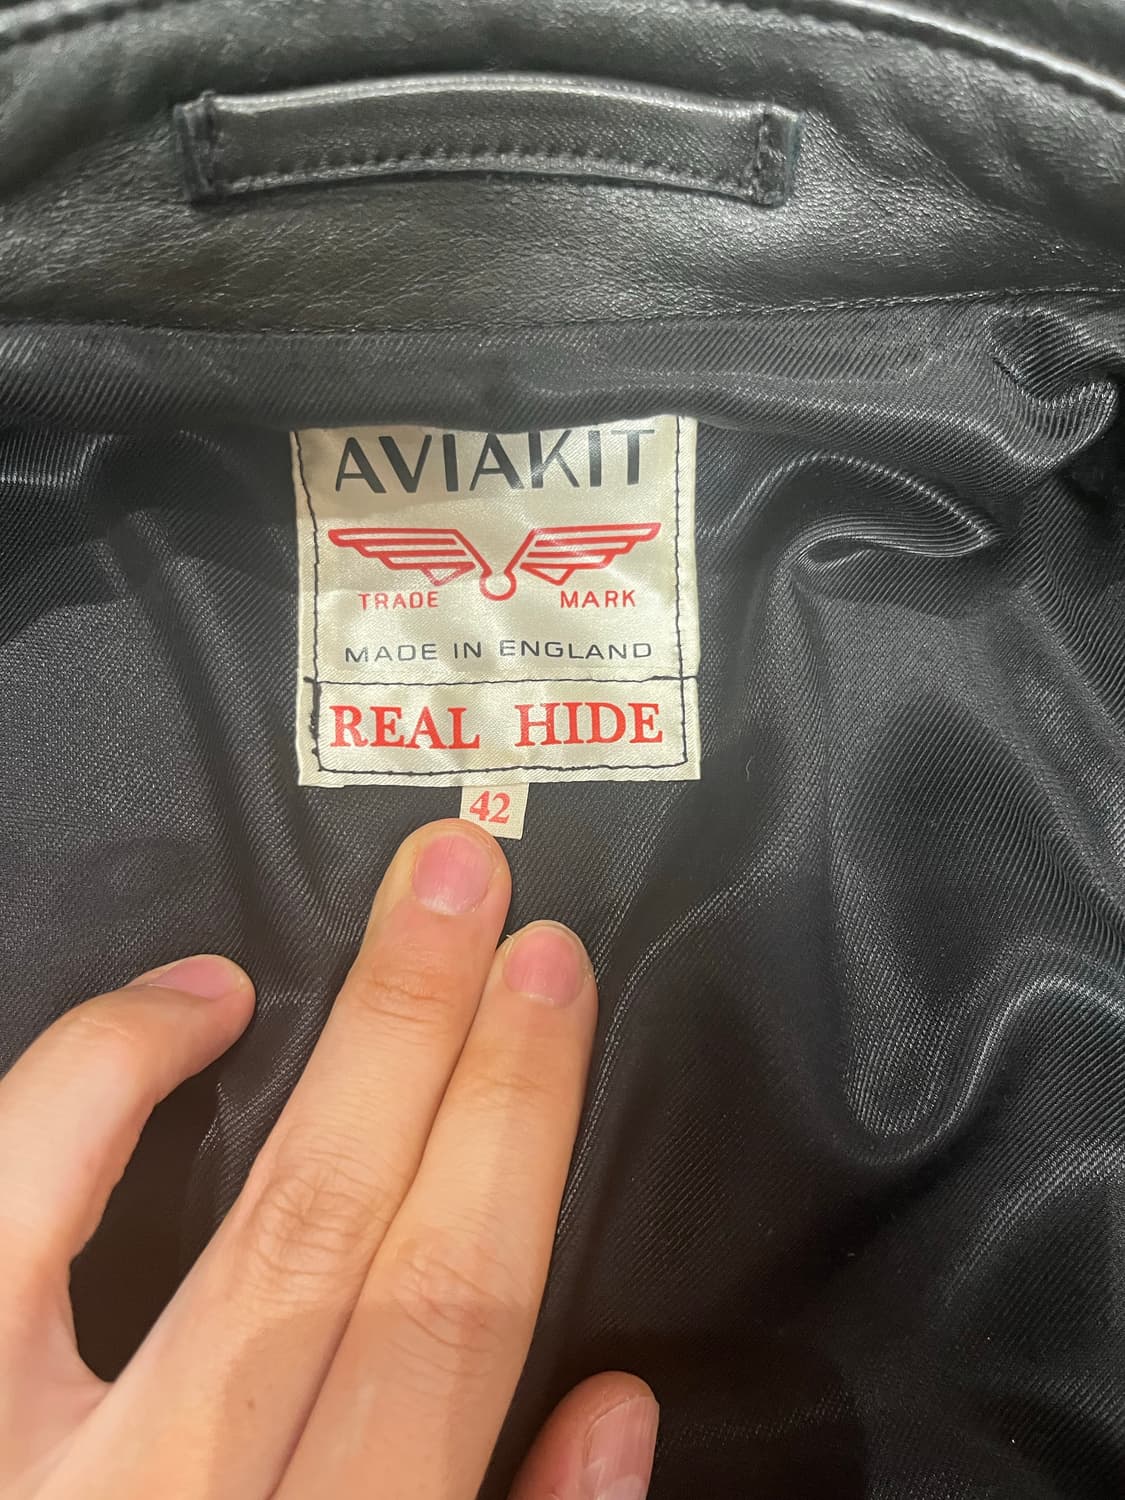 AVIAKIT
TRADE MARK
MADE IN ENGLAND
REAL HIDE
42